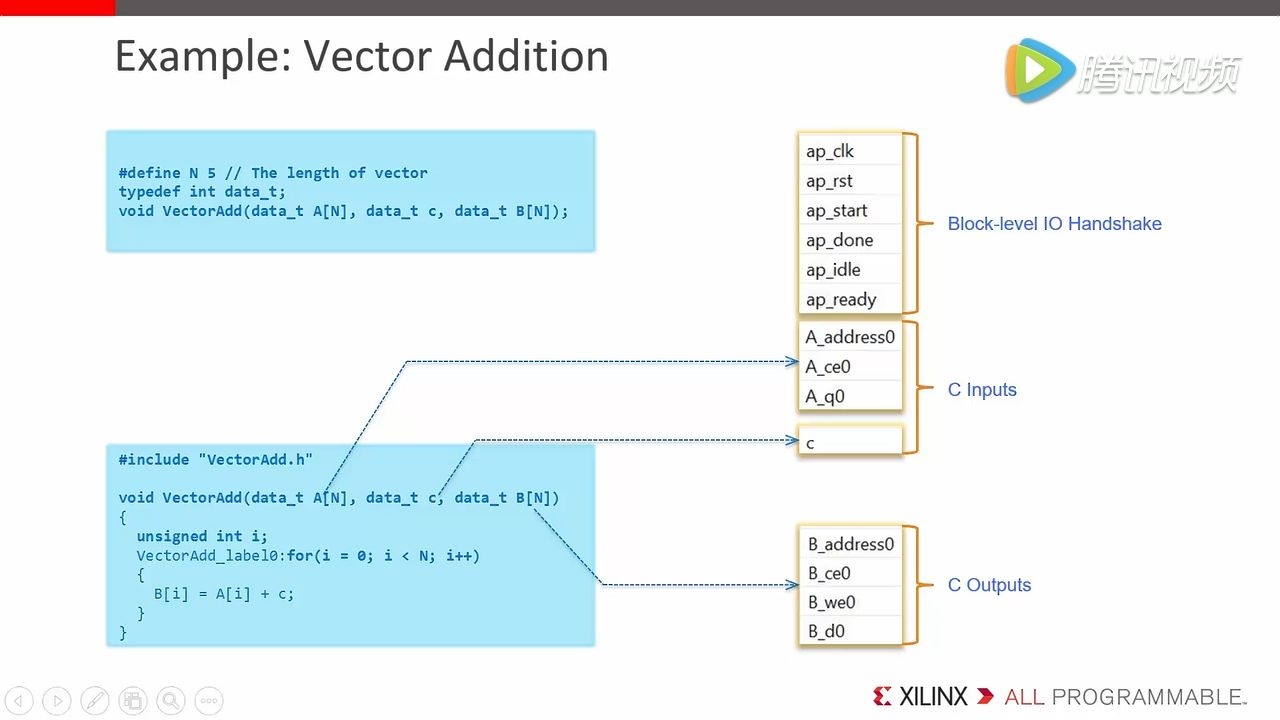 Example: Vector Addition
腾讯视频
#define N 5 // The length of vector
typedef int data_t;
void VectorAdd(data_t A[N], data_t c, data_t B[N]);
ap_clk
ap_rst
ap_start
ap_done
ap_idle
ap_ready
Block-level IO Handshake
A_address0
A_ce0
A_q0
c
C Inputs
#include "VectorAdd.h"
void VectorAdd(data_t A[N], data_t c, data_t B[N])
{
unsigned int i;
VectorAdd_label0:for(i = 0; i < N; i++)
{
B[i] = A[i] + c;
}
}
B_address0
B_ce0
B_we0
B_d0
C Outputs
XILINX ALL PROGRAMMABLE™